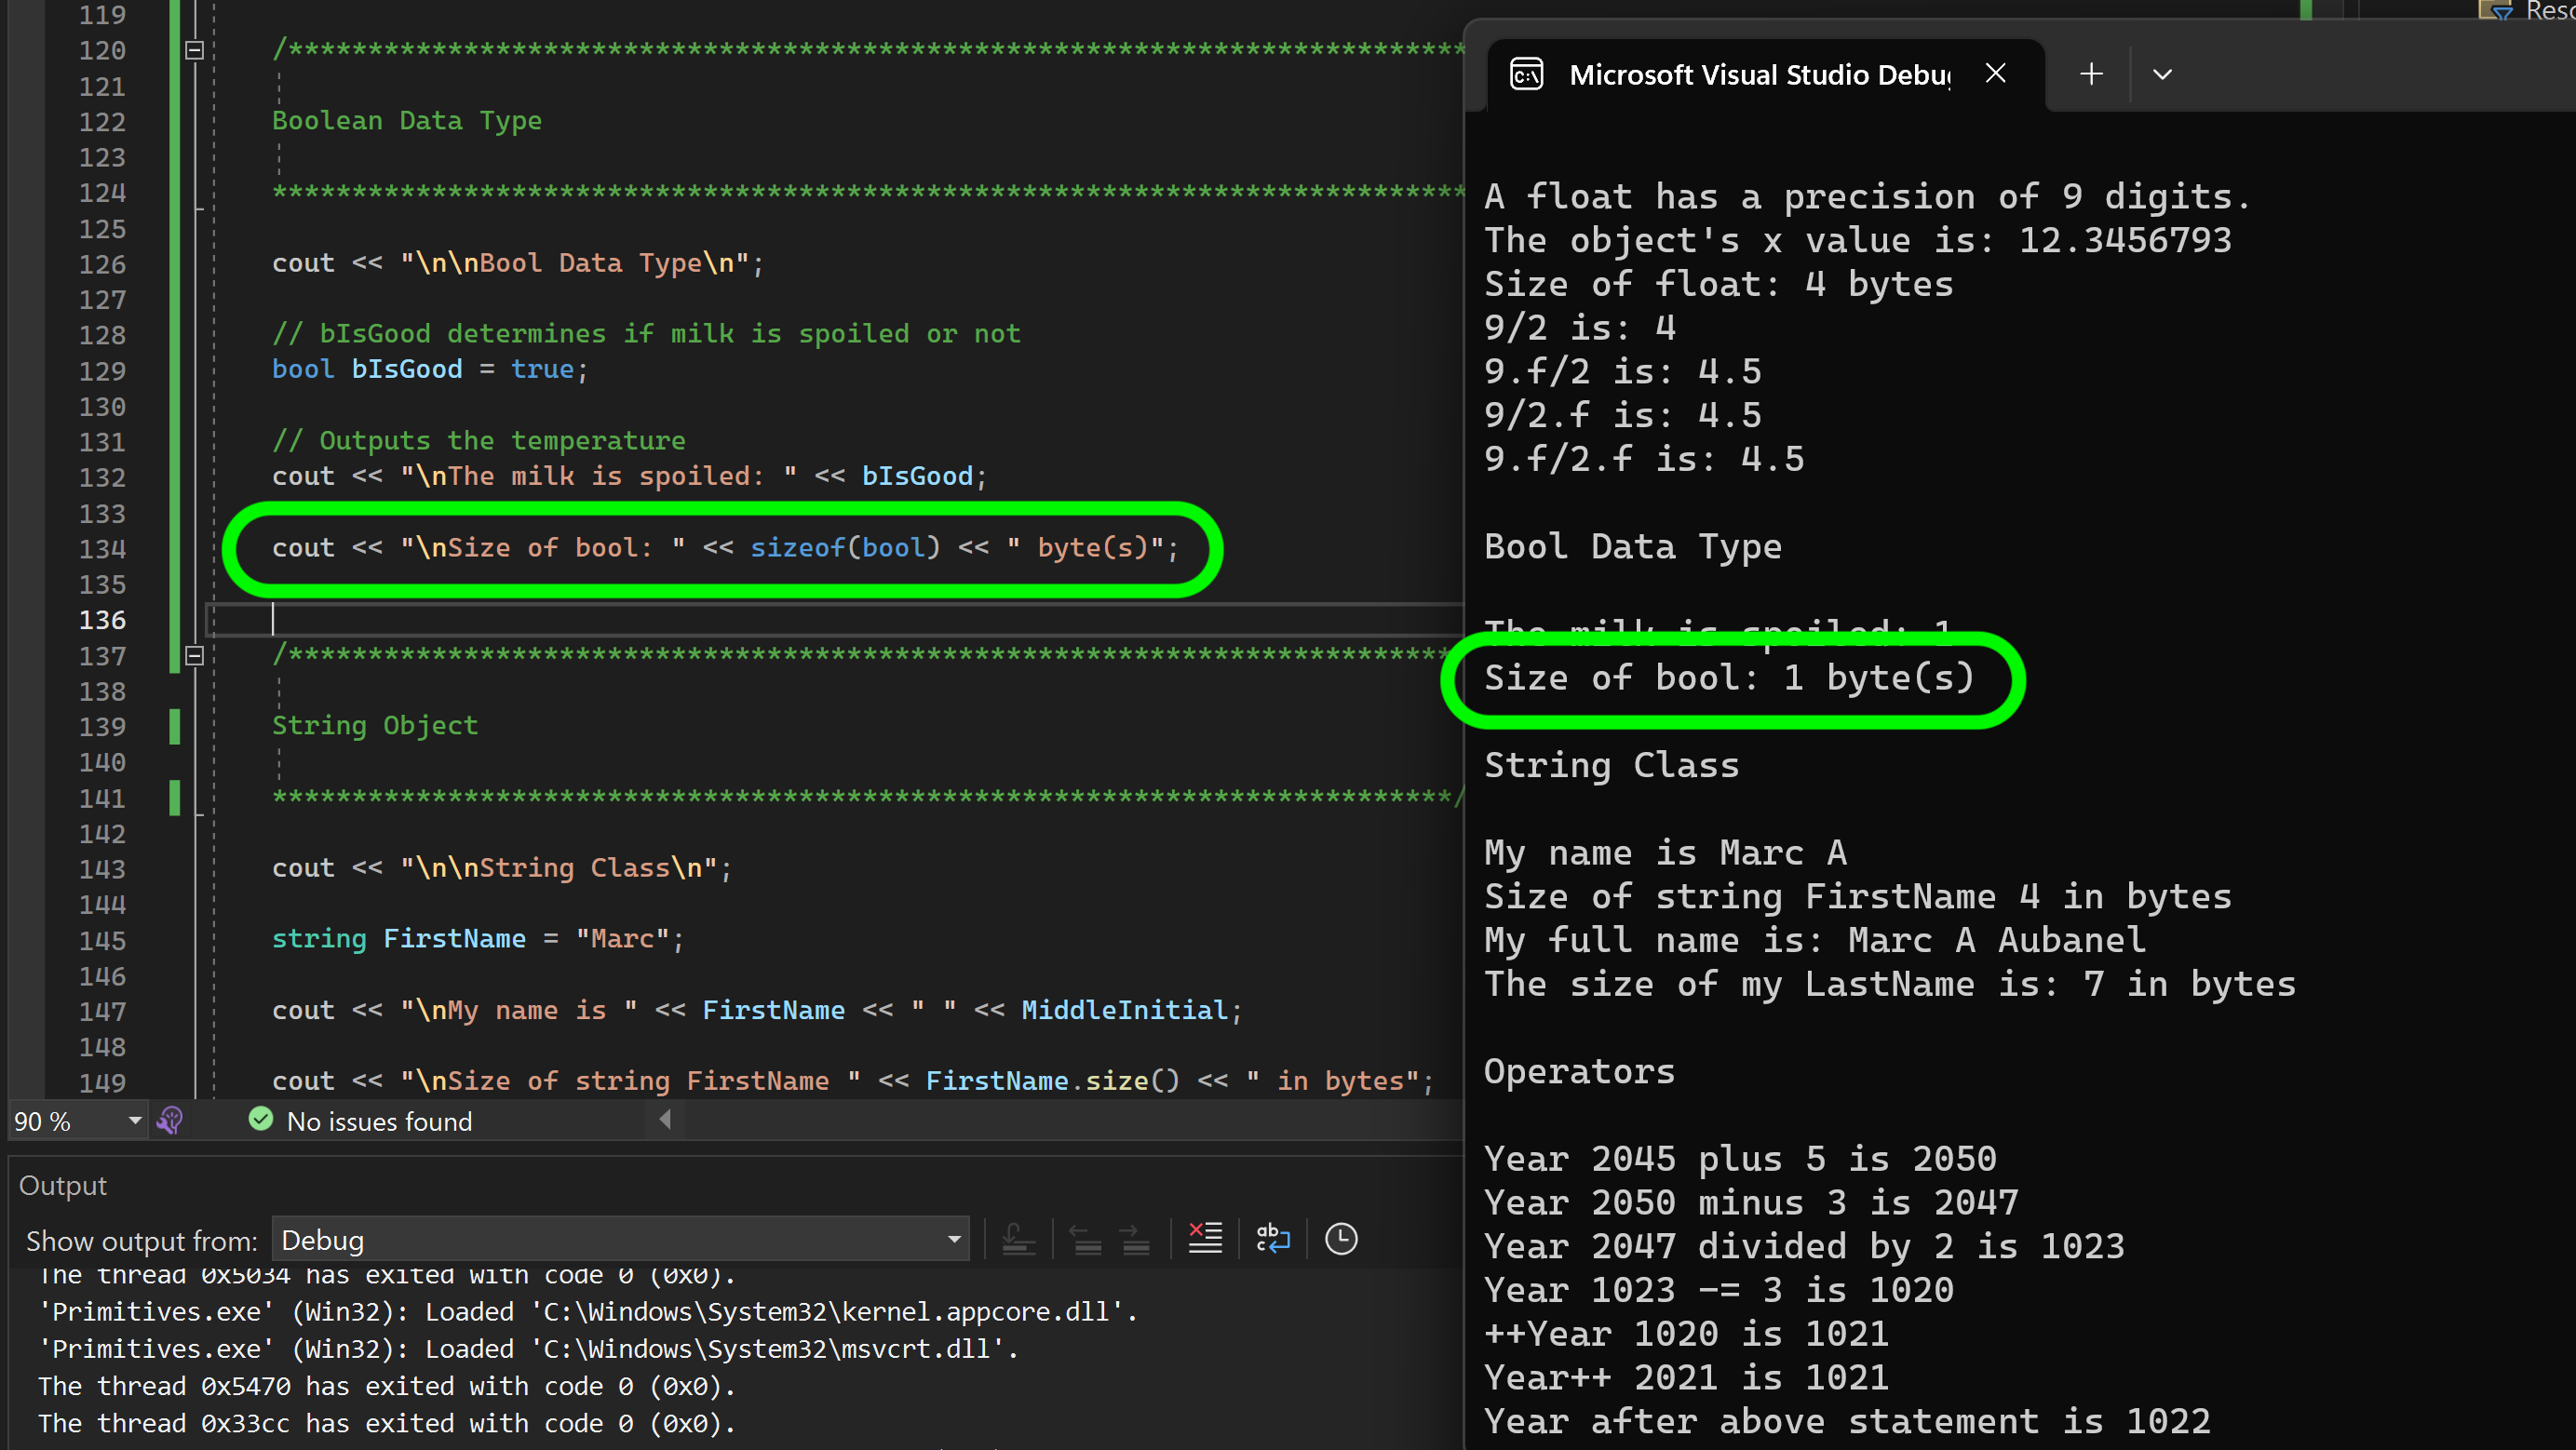 119
120 /**************************************************************************
121
122 Boolean Data Type
123
124 ***************************************************************************
125
126 cout << "\n\nBool Data Type\n";
127
128 // bIsGood determines if milk is spoiled or not
129 bool bIsGood = true;
130
131 // Outputs the temperature
132 cout << "\nThe milk is spoiled: " << bIsGood;
133
134 cout << "\nSize of bool: " << sizeof(bool) << " byte(s)";
135
136
137 /**************************************************************************
138
139 String Object
140
141 **************************************************************************/
142
143 cout << "\n\nString Class\n";
144
145 string FirstName = "Marc";
146
147 cout << "\nMy name is " << FirstName << " " << MiddleInitial;
148
149 cout << "\nSize of string FirstName " << FirstName.size() << " in bytes";
90 %
No issues found
Output
Show output from: Debug
The thread 0x5034 has exited with code 0 (0x0).
'Primitives.exe' (Win32): Loaded 'C:\Windows\System32\kernel.appcore.dll'.
'Primitives.exe' (Win32): Loaded 'C:\Windows\System32\msvcrt.dll'.
The thread 0x5470 has exited with code 0 (0x0).
The thread 0x33cc has exited with code 0 (0x0).
Microsoft Visual Studio Debu
A float has a precision of 9 digits.
The object's x value is: 12.3456793
Size of float: 4 bytes
9/2 is: 4
9.f/2 is: 4.5
9/2.f is: 4.5
9.f/2.f is: 4.5
Bool Data Type
The milk is spoiled: 1
Size of bool: 1 byte(s)
String Class
My name is Marc A
Size of string FirstName 4 in bytes
My full name is: Marc A Aubanel
The size of my LastName is: 7 in bytes
Operators
Year 2045 plus 5 is 2050
Year 2050 minus 3 is 2047
Year 2047 divided by 2 is 1023
Year 1023 -= 3 is 1020
++Year 1020 is 1021
Year++ 2021 is 1021
Year after above statement is 1022